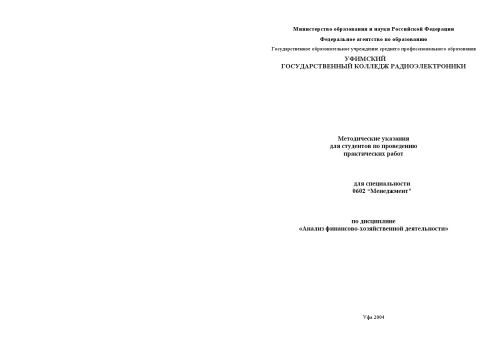 Министерство образования и науки Российской Федерации
Федеральное агентство по образованию
Государственное образовательное учреждение среднего профессионального образования
УФИМСКИЙ
ГОСУДАРСТВЕННЫЙ КОЛЛЕДЖ РАДИОЭЛЕКТРОНИКИ
Методические указания
для студентов по проведению
практических работ
для специальности
0602 “Менеджмент”
по дисциплине
«Анализ финансово-хозяйственной деятельности»
Уфа 2004